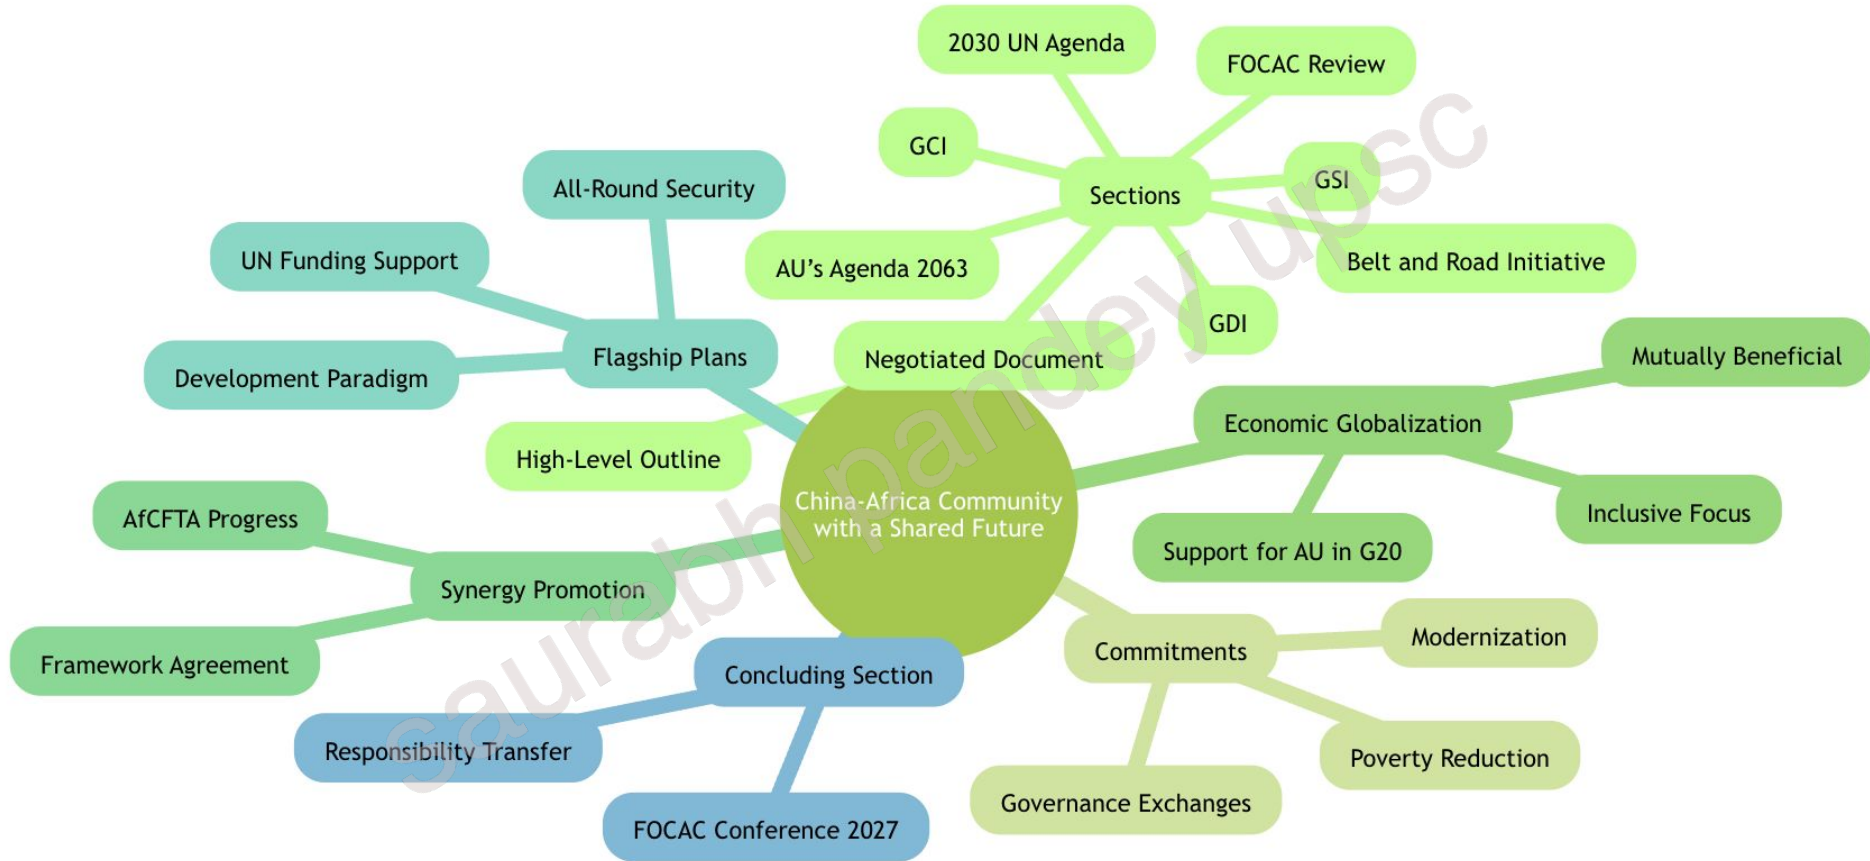 2030 UN Agenda
FOCAC Review
GCI
GSI
Sections
All-Round Security
UN Funding Support
AU’s Agenda 2063
Belt and Road Initiative
GDI
Flagship Plans
Negotiated Document
Development Paradigm
High-Level Outline
Mutually Beneficial
Economic Globalization
Inclusive Focus
Support for AU in G20
China-Africa Community
with a Shared Future
AfCFTA Progress
Synergy Promotion
Framework Agreement
Commitments
Modernization
Poverty Reduction
Governance Exchanges
Concluding Section
Responsibility Transfer
FOCAC Conference 2027
saurabh pandey upsc